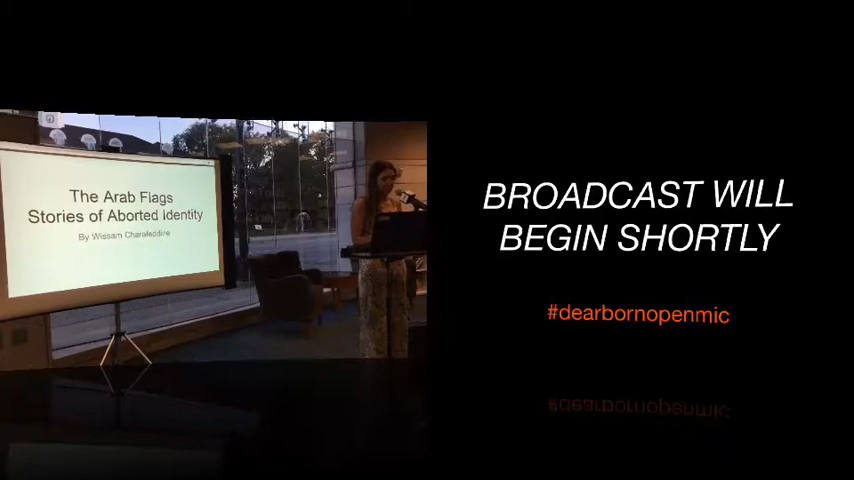 The Arab Flags
Stories of Aborted Identity
By Wissam Charafeddine
BROADCAST WILL
BEGIN SHORTLY
#dearbornopenmic